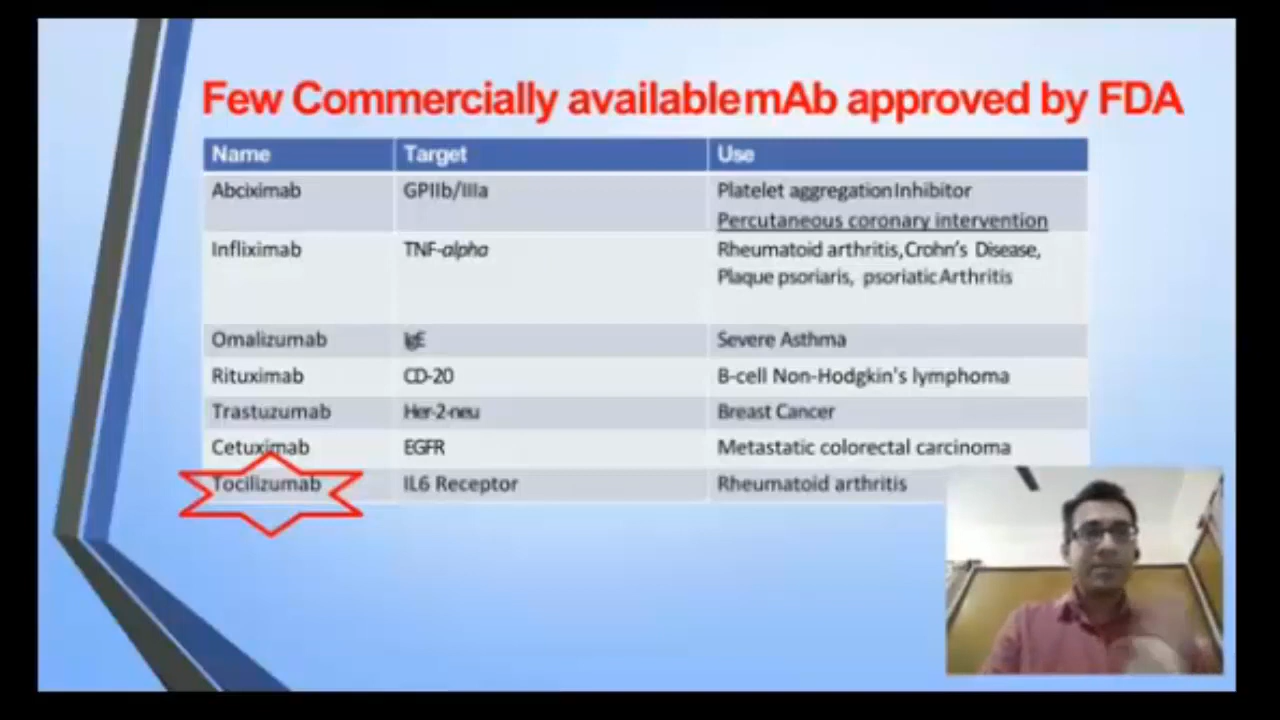 Few Commercially available mAb approved by FDA
Name Target Use
Abciximab GPIIb/IIIa Platelet aggregation Inhibitor
Percutaneous coronary intervention
Infliximab TNF-alpha Rheumatoid arthritis, Crohn's Disease,
Plaque psoriaris, psoriatic Arthritis
Omalizumab IgE Severe Asthma
Rituximab CD-20 B-cell Non-Hodgkin's lymphoma
Trastuzumab Her-2-neu Breast Cancer
Cetuximab EGFR Metastatic colorectal carcinoma
Tocilizumab IL6 Receptor Rheumatoid arthritis